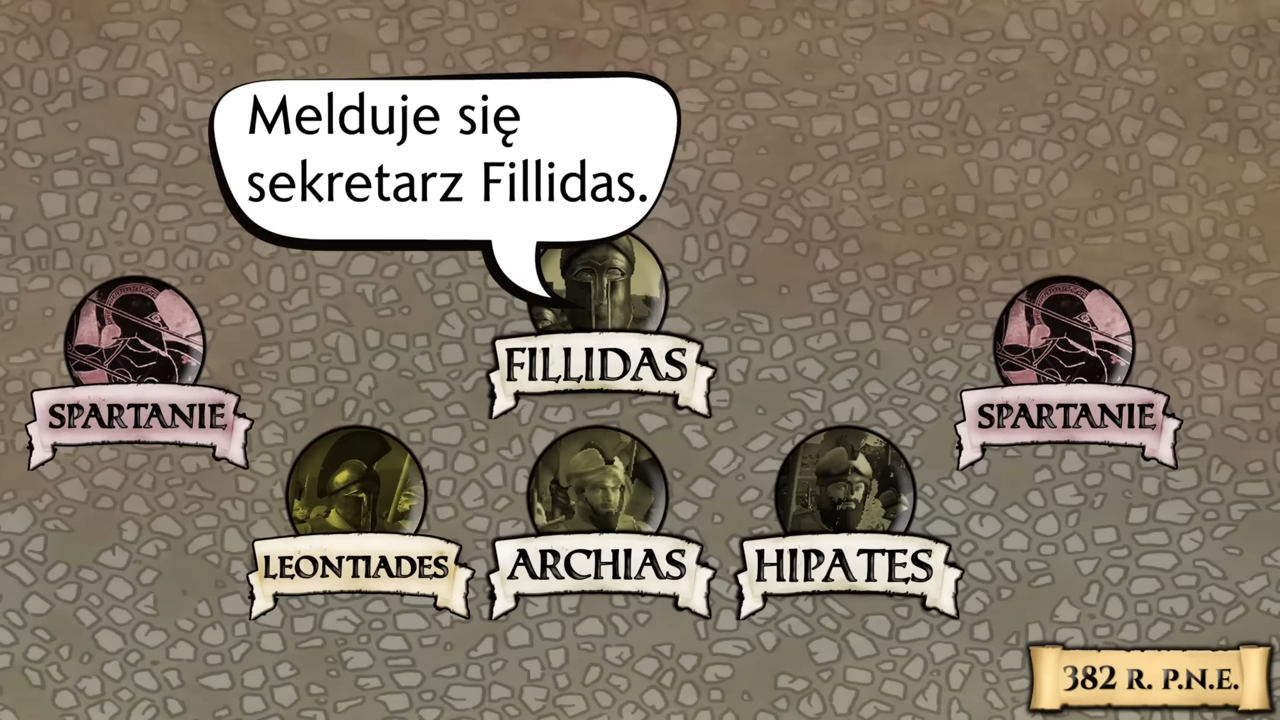 Melduje się
sekretarz Fillidas.
FILLIDAS
SPARTANIE
SPARTANIE
LEONTIADES
ARCHIAS
HIPATES
382 R. P.N.E.